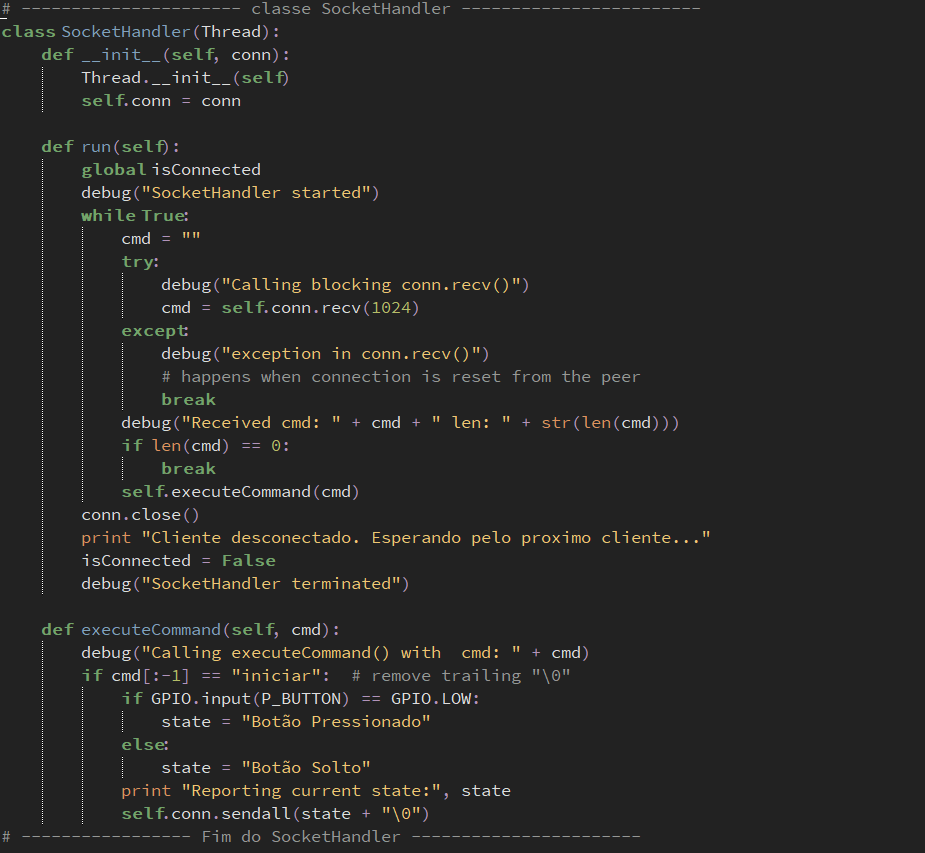 # ---------------------- classe SocketHandler ------------------------
class SocketHandler(Thread):
    def __init__(self, conn):
        Thread.__init__(self)
        self.conn = conn

    def run(self):
        global isConnected
        debug("SocketHandler started")
        while True:
            cmd = ""
            try:
                debug("Calling blocking conn.recv()")
                cmd = self.conn.recv(1024)
            except:
                debug("exception in conn.recv()")
                # happens when connection is reset from the peer
                break
            debug("Received cmd: " + cmd + " len: " + str(len(cmd)))
            if len(cmd) == 0:
                break
            self.executeCommand(cmd)
        conn.close()
        print "Cliente desconectado. Esperando pelo proximo cliente..."
        isConnected = False
        debug("SocketHandler terminated")

    def executeCommand(self, cmd):
        debug("Calling executeCommand() with  cmd: " + cmd)
        if cmd[:-1] == "iniciar":  # remove trailing "\0"
            if GPIO.input(P_BUTTON) == GPIO.LOW:
                state = "Botão Pressionado"
            else:
                state = "Botão Solto"
            print "Reporting current state:", state
            self.conn.sendall(state + "\0")
# ----------------- Fim do SocketHandler -----------------------